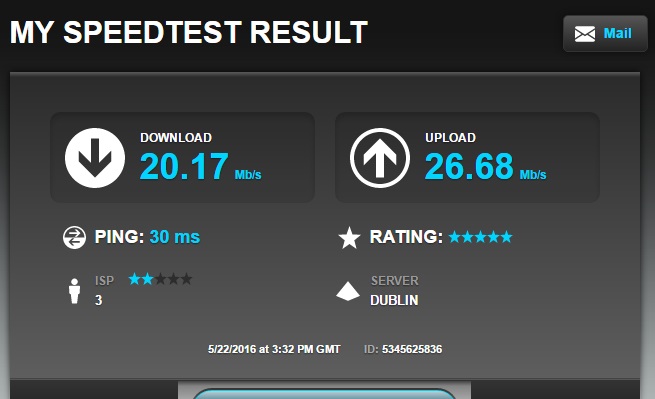 MY SPEEDTEST RESULT
Mail
DOWNLOAD
20.17 Mb/s
UPLOAD
26.68 Mb/s
PING: 30 ms
RATING: ★★★★★
ISP ★★★★★
3
SERVER
DUBLIN
5/22/2016 at 3:32 PM GMT ID: 5345625836